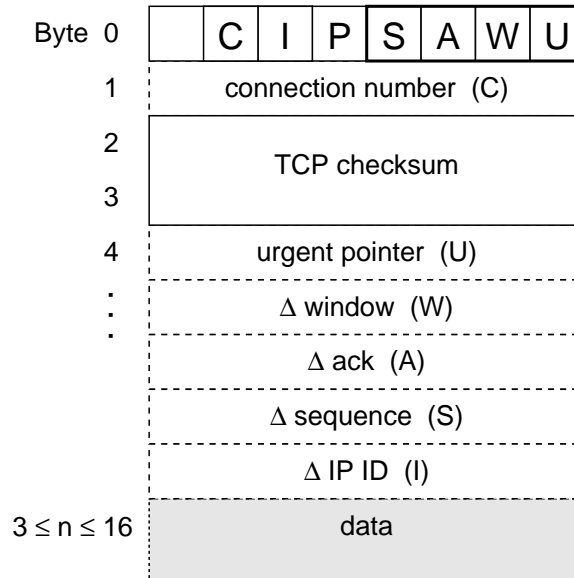 Byte 0 C I P S A W U
1 connection number (C)
2
TCP checksum
3
4 urgent pointer (U)
Δ window (W)
Δ ack (A)
Δ sequence (S)
Δ IP ID (I)
3 ≤ n ≤ 16 data